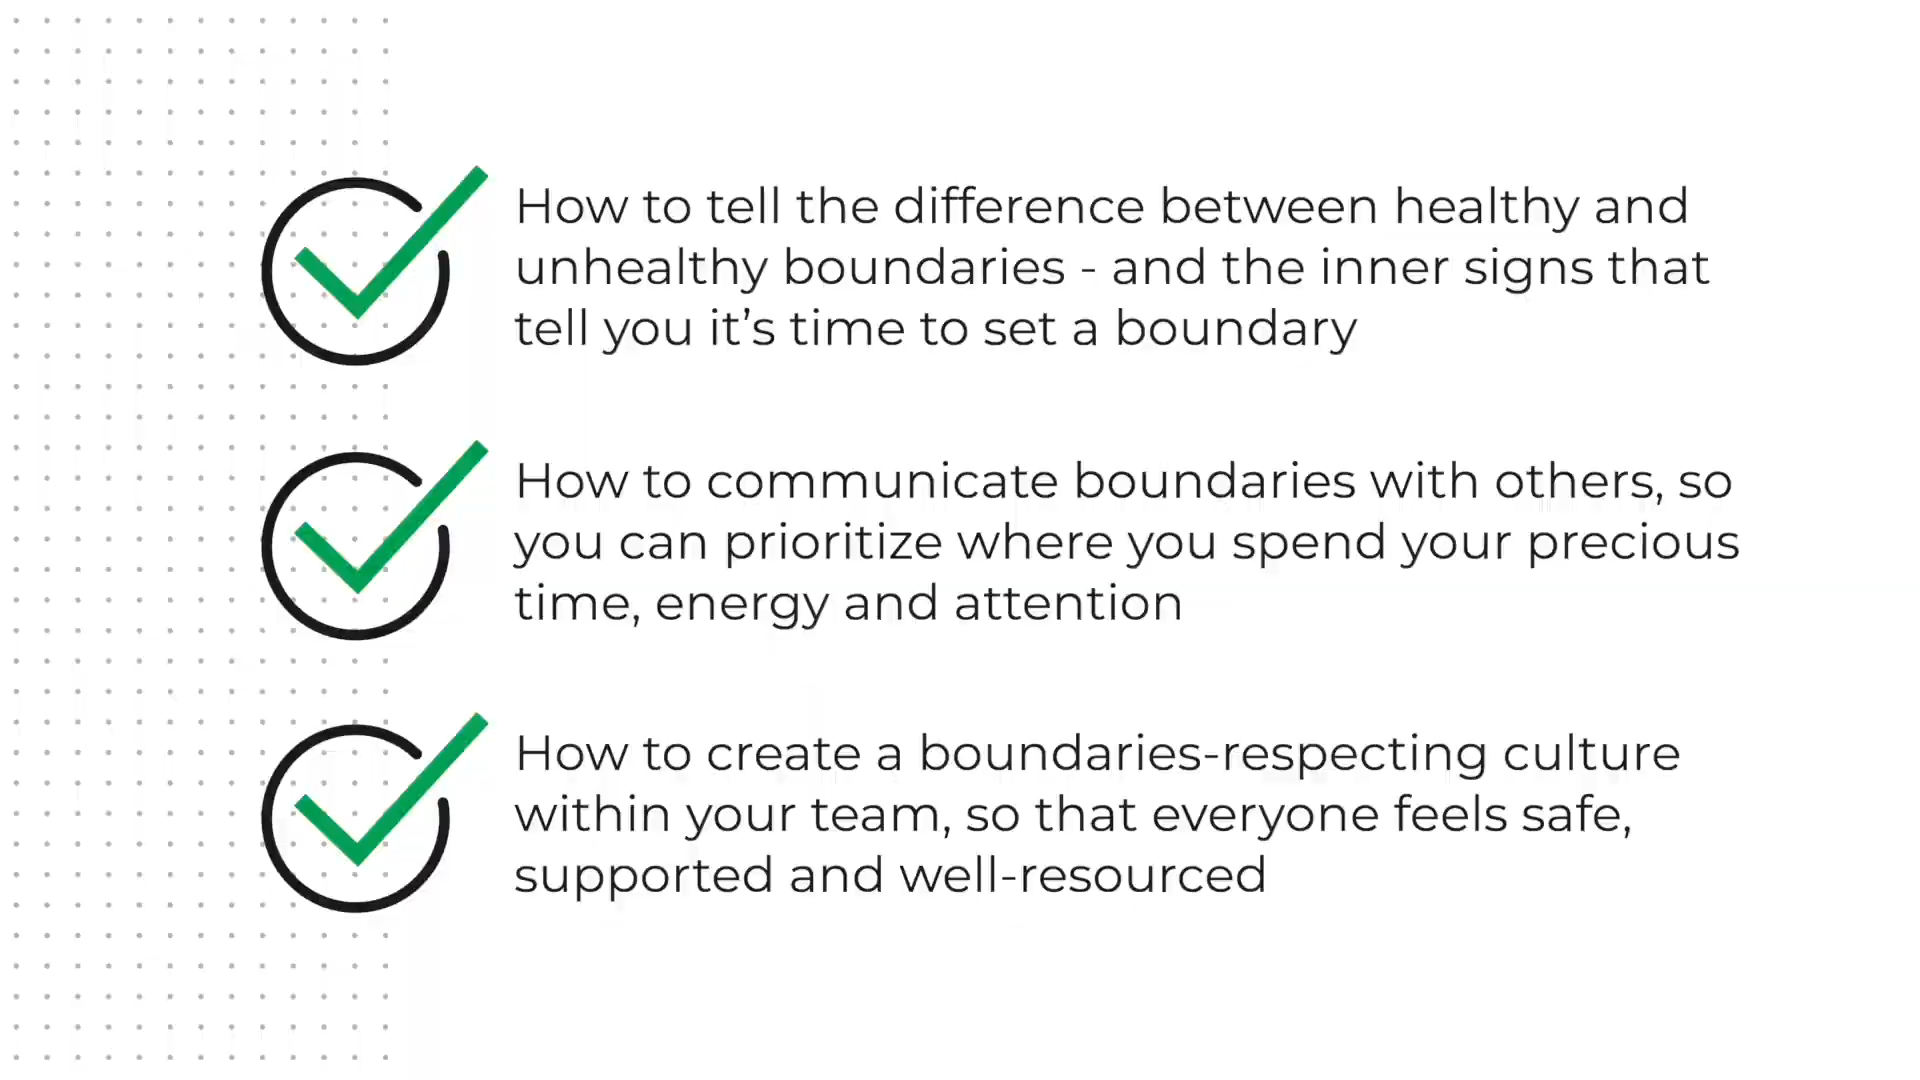 How to tell the difference between healthy and
unhealthy boundaries - and the inner signs that
tell you it’s time to set a boundary
How to communicate boundaries with others, so
you can prioritize where you spend your precious
time, energy and attention
How to create a boundaries-respecting culture
within your team, so that everyone feels safe,
supported and well-resourced